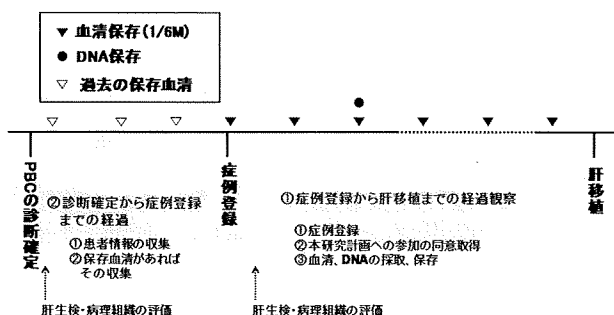 ▼ 血清保存(1/6M)
● DNA保存
▽ 過去の保存血清
PBCの診断確定
症例登録
肝移植
②診断確定から症例登録
までの経過
①患者情報の収集
②保存血清があれば
その収集
①症例登録から肝移植までの経過観察
①症例登録
②本研究計画への参加の同意取得
③血清、DNAの採取、保存
肝生検・病理組織の評価
肝生検・病理組織の評価